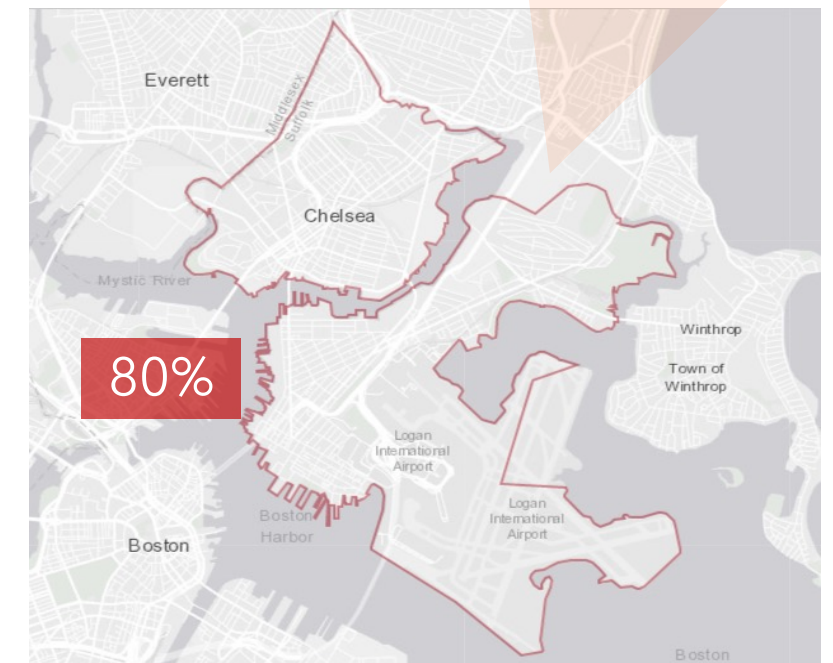 Everett
Middlesex
Suffolk
Chelsea
Mystic River
Winthrop
80%
Town of
Winthrop
Logan
International
Airport
Logan
International
Airport
Boston
Harbor
Boston
Boston